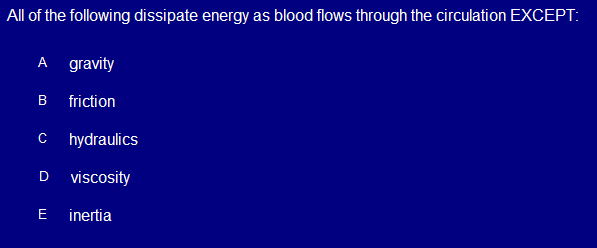 All of the following dissipate energy as blood flows through the circulation EXCEPT:
A gravity
B friction
C hydraulics
D viscosity
E inertia